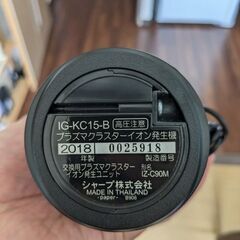 IG-KC15-B 高圧注意
プラズマクラスターイオン発生機
2018 0025918
年製 製造番号
交換用プラズマクラスター 形名
イオン発生ユニット IZ-C90M
シャープ株式会社
MADE IN THAILAND
-paper- B906